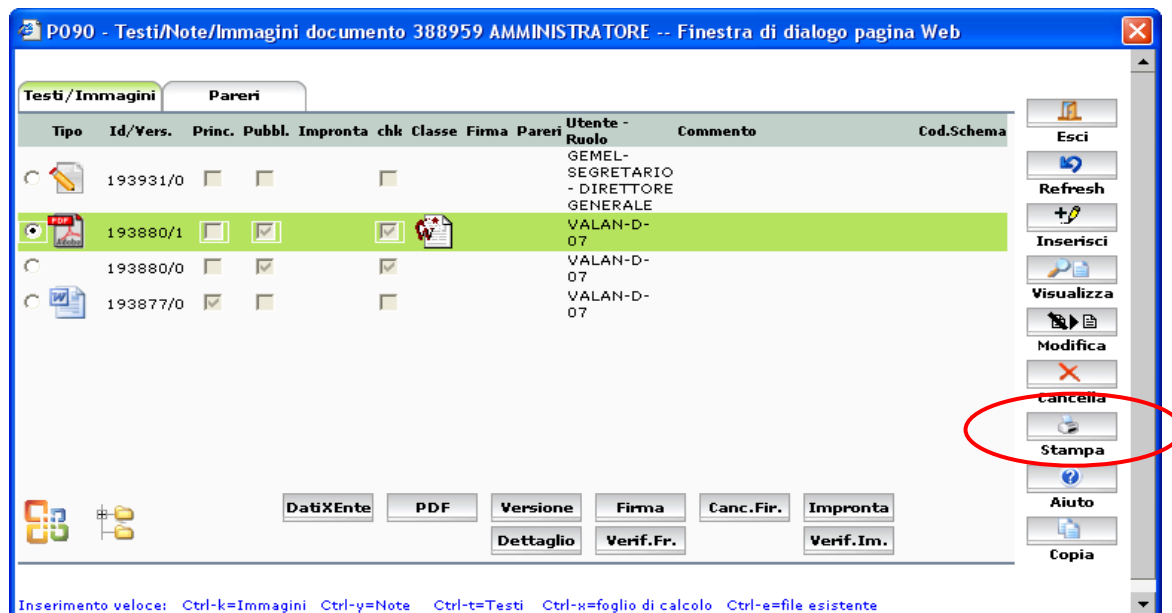 P090 - Testi/Note/Immagini documento 388959 AMMINISTRATORE -- Finestra di dialogo pagina Web
Testi/Immagini Pareri
Tipo Id/Vers. Princ. Pubbl. Impronta chk Classe Firma Pareri Utente - Ruolo Commento Cod.Schema
193931/0 GEMEL-
SEGRETARIO
- DIRETTORE
GENERALE
PDF Adobe 193880/1 VALAN-D-
07
193880/0 VALAN-D-
07
W 193877/0 VALAN-D-
07
Esci
Refresh
Inserisci
Visualizza
Modifica
Cancella
Stampa
Aiuto
Copia
DatiXEnte PDF Versione Firma Canc.Fir. Impronta
Dettaglio Verif.Fr. Verif.Im.
Inserimento veloce: Ctrl-k=Immagini Ctrl-y=Note Ctrl-t=Testi Ctrl-x=foglio di calcolo Ctrl-e=file esistente